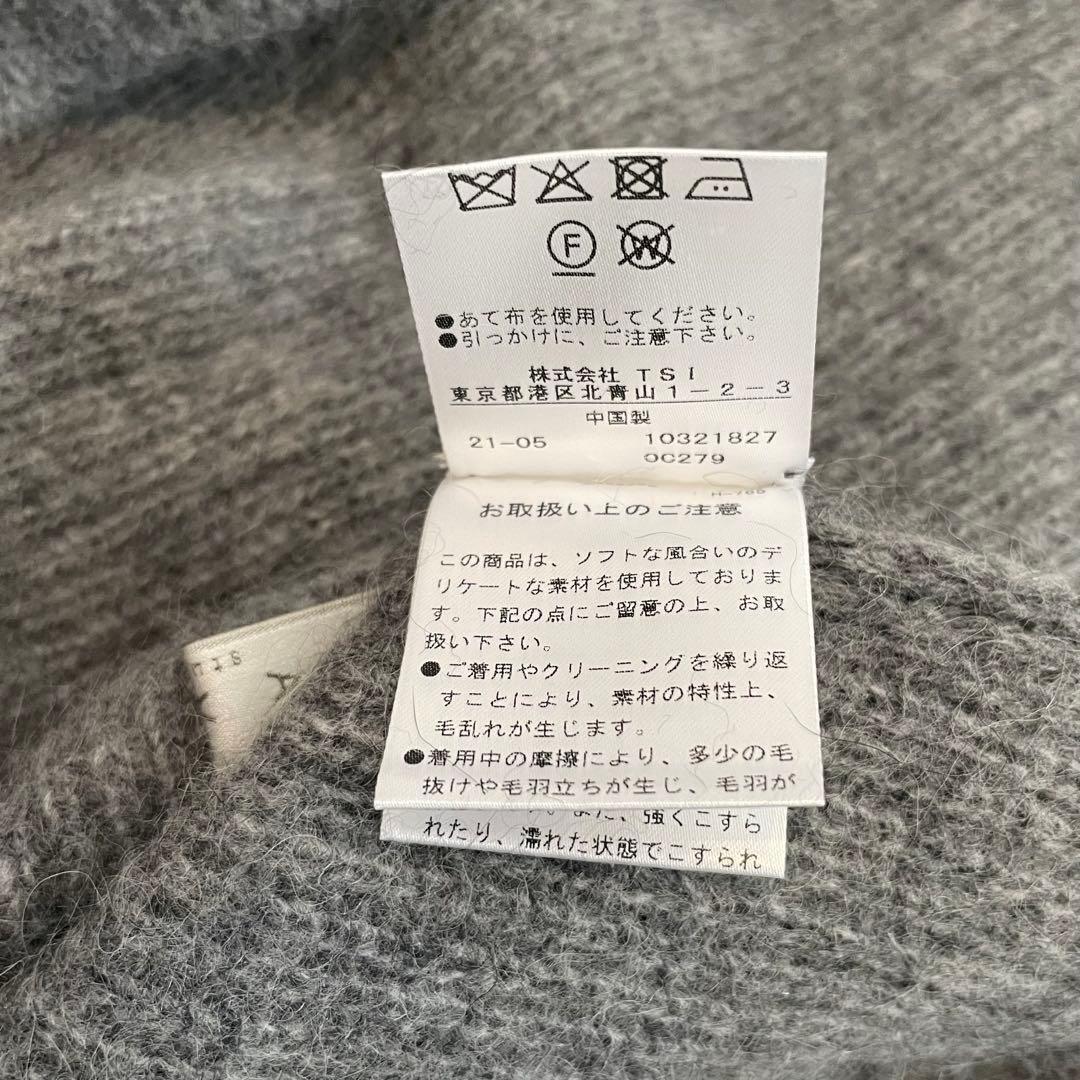 F
W
●あて布を使用してください。
●引っかけに、ご注意下さい。
株式会社 TSI
東京都港区北青山1-2-3
中国製
21-05 10321827
0C279
お取扱い上のご注意
この商品は、ソフトな風合いのデ
リケートな素材を使用しておりま
す。下記の点にご留意の上、お取
扱い下さい。
●ご着用やクリーニングを繰り返
すことにより、素材の特性上、
毛乱れが生じます。
●着用中の摩擦により、多少の毛
抜けや毛羽立ちが生じ、毛羽が
また、強くこすら
れたり、濡れた状態でこすられ